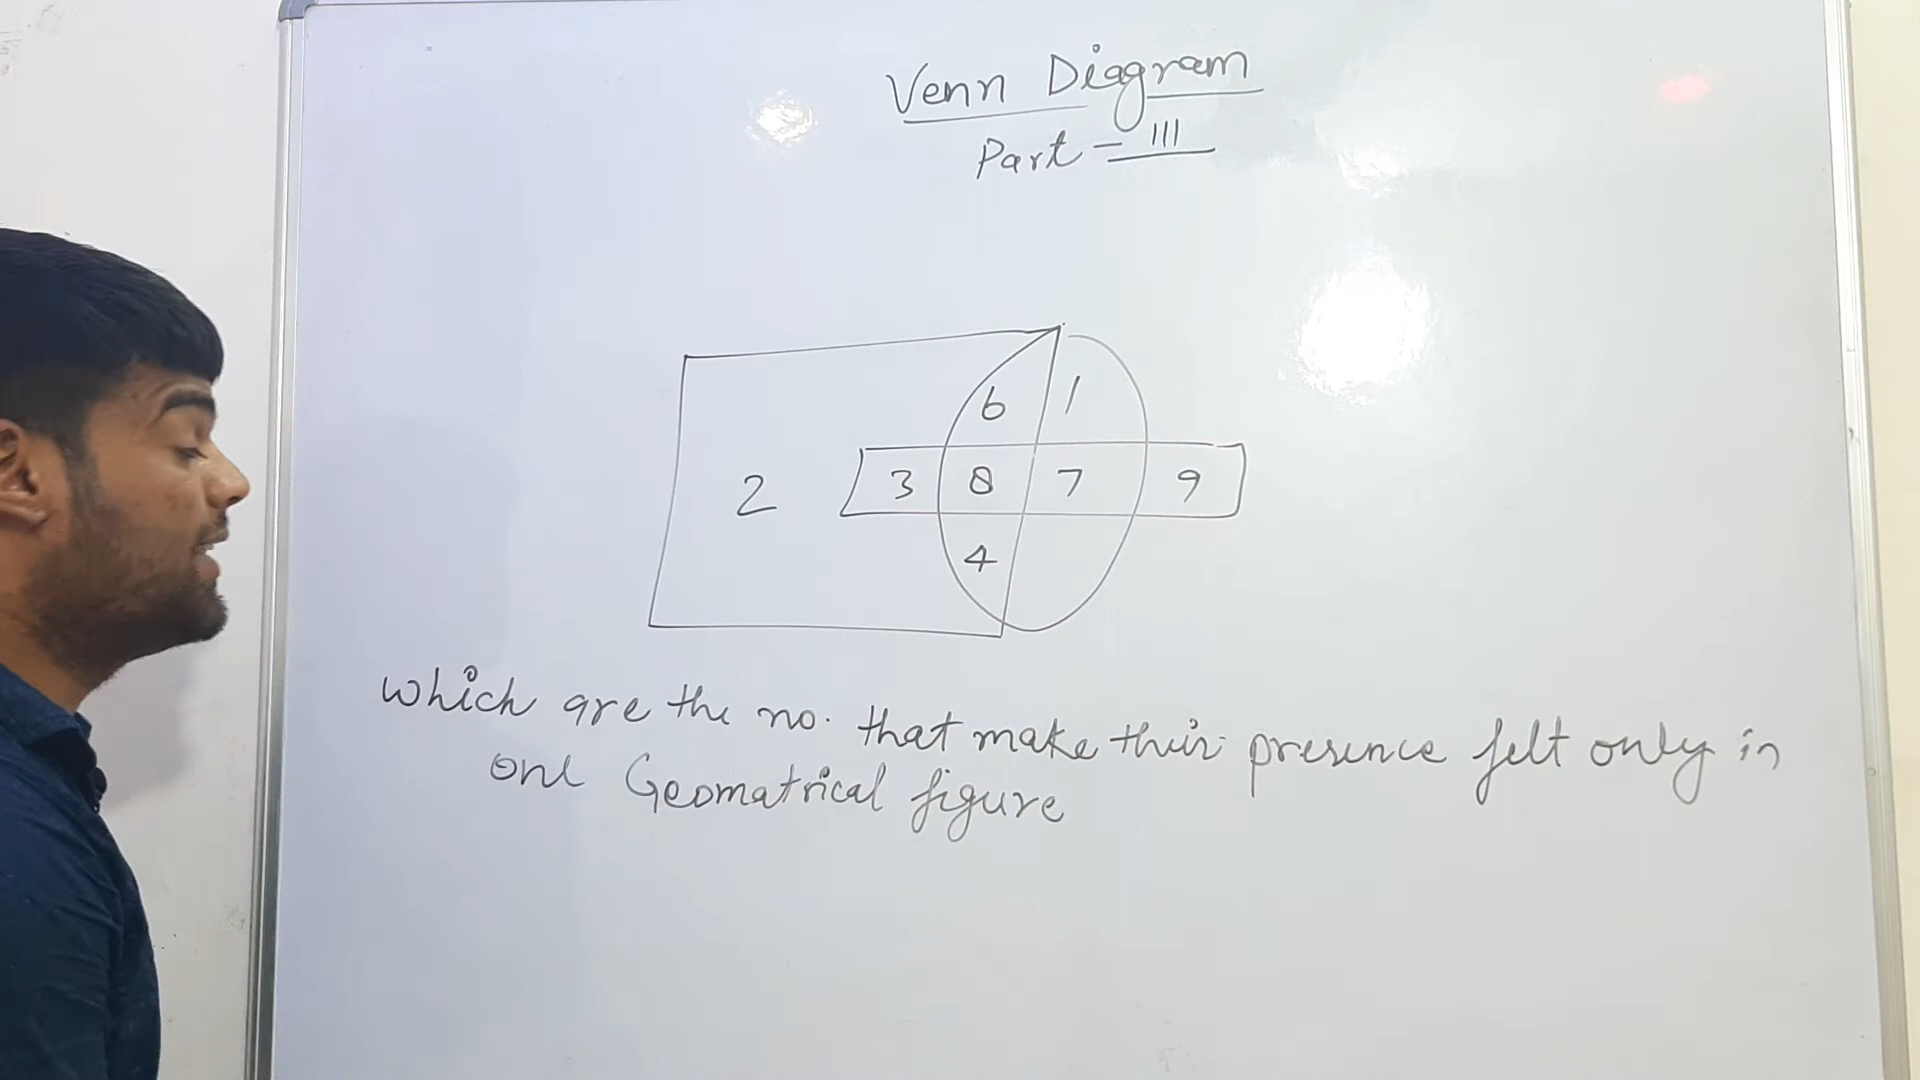 Venn Diagram
Part - III
6 1
2 3 8 7 9
4
which are the no. that make their presence felt only in
one Geomatrical figure